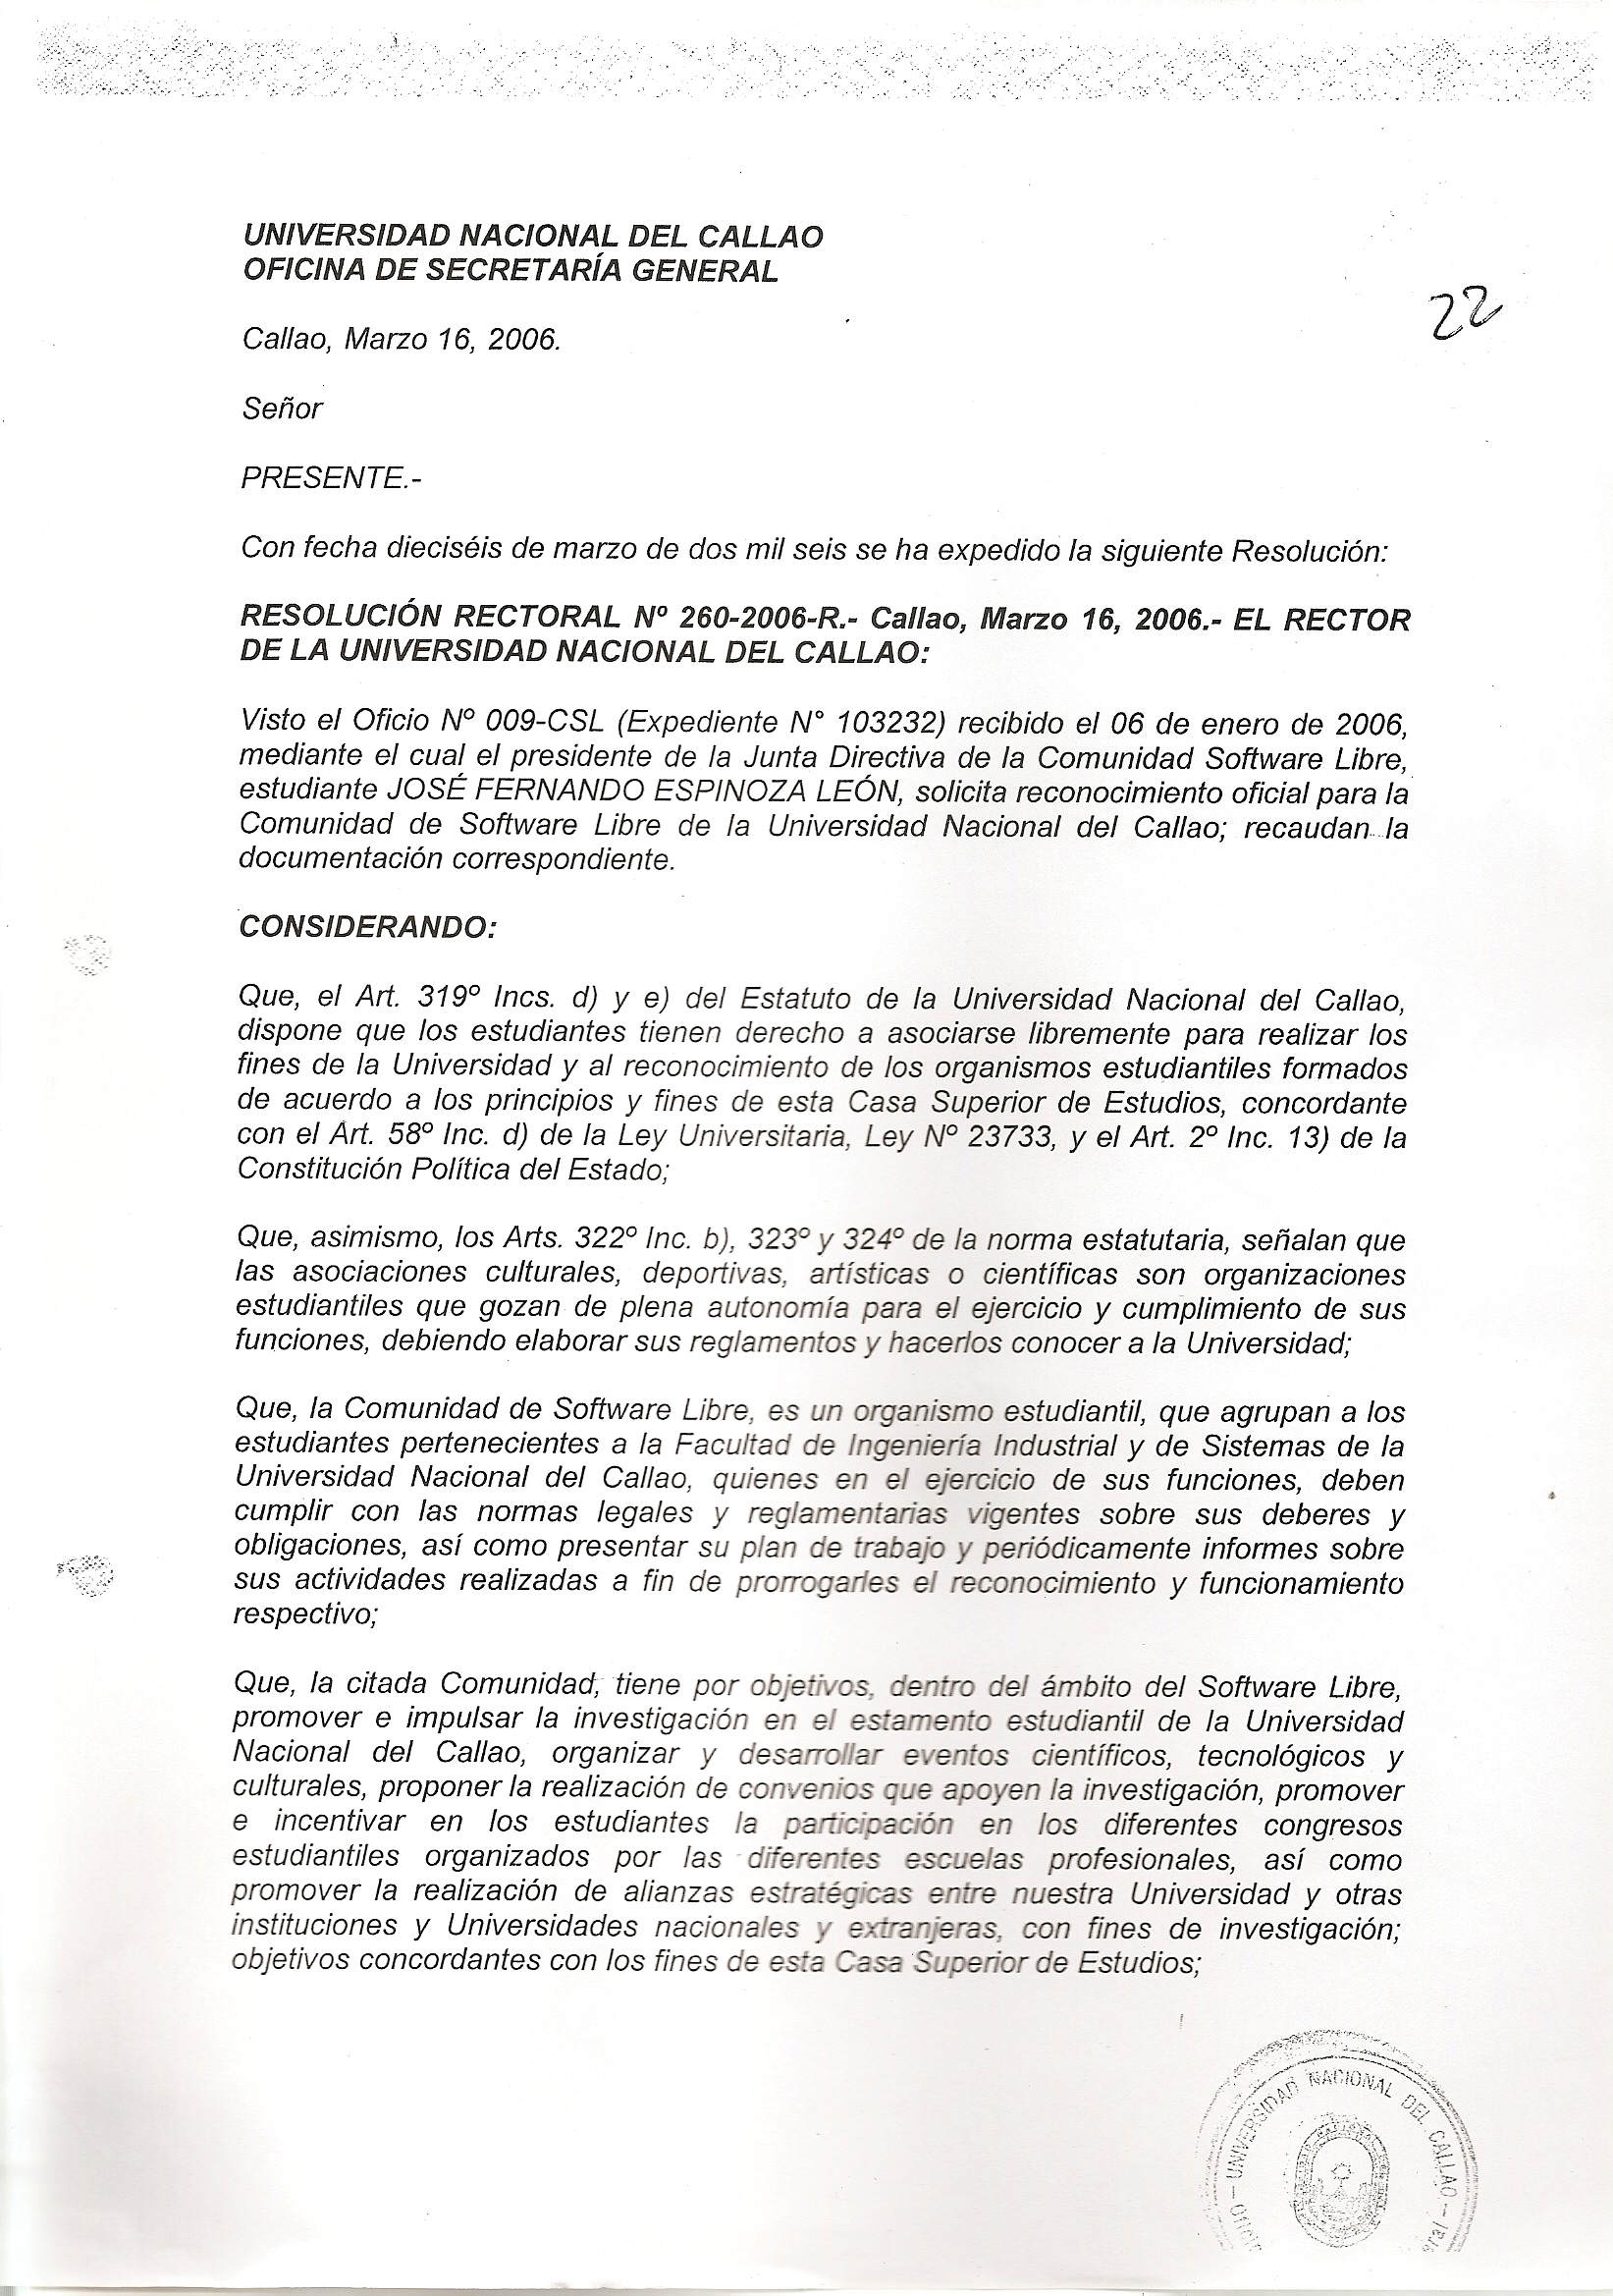 UNIVERSIDAD NACIONAL DEL CALLAO
OFICINA DE SECRETARÍA GENERAL
22
Callao, Marzo 16, 2006.
Señor
PRESENTE.-
Con fecha dieciséis de marzo de dos mil seis se ha expedido la siguiente Resolución:
RESOLUCIÓN RECTORAL Nº 260-2006-R.- Callao, Marzo 16, 2006.- EL RECTOR
DE LA UNIVERSIDAD NACIONAL DEL CALLAO:
Visto el Oficio Nº 009-CSL (Expediente N° 103232) recibido el 06 de enero de 2006,
mediante el cual el presidente de la Junta Directiva de la Comunidad Software Libre,
estudiante JOSÉ FERNANDO ESPINOZA LEÓN, solicita reconocimiento oficial para la
Comunidad de Software Libre de la Universidad Nacional del Callao; recaudan la
documentación correspondiente.
CONSIDERANDO:
Que, el Art. 319º Incs. d) y e) del Estatuto de la Universidad Nacional del Callao,
dispone que los estudiantes tienen derecho a asociarse libremente para realizar los
fines de la Universidad y al reconocimiento de los organismos estudiantiles formados
de acuerdo a los principios y fines de esta Casa Superior de Estudios, concordante
con el Art. 58º Inc. d) de la Ley Universitaria, Ley Nº 23733, y el Art. 2º Inc. 13) de la
Constitución Política del Estado;
Que, asimismo, los Arts. 322º Inc. b), 323º y 324º de la norma estatutaria, señalan que
las asociaciones culturales, deportivas, artísticas o científicas son organizaciones
estudiantiles que gozan de plena autonomía para el ejercicio y cumplimiento de sus
funciones, debiendo elaborar sus reglamentos y hacerlos conocer a la Universidad;
Que, la Comunidad de Software Libre, es un organismo estudiantil, que agrupan a los
estudiantes pertenecientes a la Facultad de Ingeniería Industrial y de Sistemas de la
Universidad Nacional del Callao, quienes en el ejercicio de sus funciones, deben
cumplir con las normas legales y reglamentarias vigentes sobre sus deberes y
obligaciones, así como presentar su plan de trabajo y periódicamente informes sobre
sus actividades realizadas a fin de prorrogarles el reconocimiento y funcionamiento
respectivo;
Que, la citada Comunidad, tiene por objetivos, dentro del ámbito del Software Libre,
promover e impulsar la investigación en el estamento estudiantil de la Universidad
Nacional del Callao, organizar y desarrollar eventos científicos, tecnológicos y
culturales, proponer la realización de convenios que apoyen la investigación, promover
e incentivar en los estudiantes la participación en los diferentes congresos
estudiantiles organizados por las diferentes escuelas profesionales, así como
promover la realización de alianzas estratégicas entre nuestra Universidad y otras
instituciones y Universidades nacionales y extranjeras, con fines de investigación;
objetivos concordantes con los fines de esta Casa Superior de Estudios;
UNIVERSIDAD NACIONAL DEL CALLAO